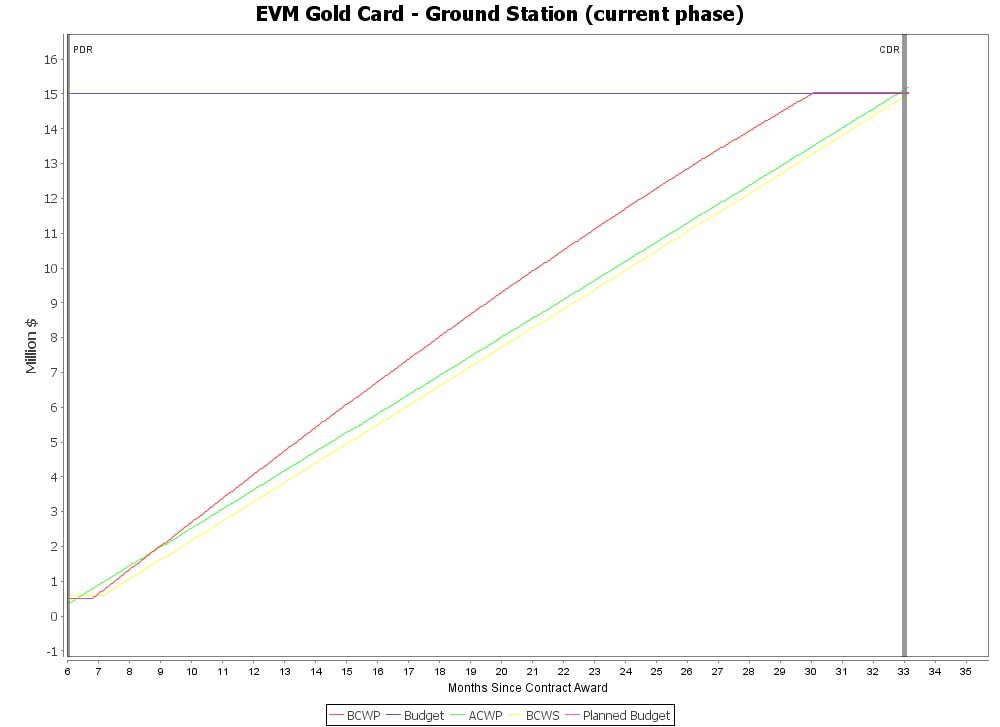 EVM Gold Card - Ground Station (current phase)
PDR
CDR
16
15
14
13
12
11
10
9
8
7
6
5
4
3
2
1
0
-1
Million $
6 7 8 9 10 11 12 13 14 15 16 17 18 19 20 21 22 23 24 25 26 27 28 29 30 31 32 33 34 35
Months Since Contract Award
BCWP Budget ACWP BCWS Planned Budget